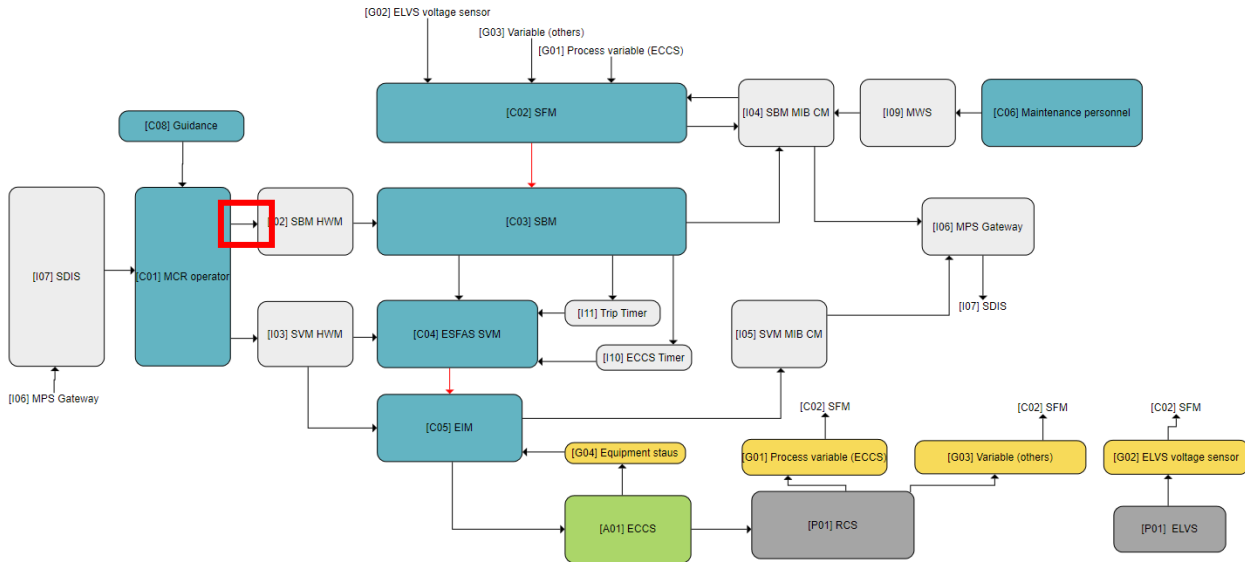 [G02] ELVS voltage sensor
[G03] Variable (others)
[G01] Process variable (ECCS)
[C02] SFM
[I04] SBM MIB CM
[I09] MWS
[C06] Maintenance personnel
[C08] Guidance
[I07] SDIS
[C01] MCR operator
[I02] SBM HWM
[C03] SBM
[I06] MPS Gateway
[I07] SDIS
[I11] Trip Timer
[I03] SVM HWM
[C04] ESFAS SVM
[I05] SVM MIB CM
[I10] ECCS Timer
[I06] MPS Gateway
[C05] EIM
[C02] SFM
[C02] SFM
[C02] SFM
[G04] Equipment staus
[G01] Process variable (ECCS)
[G03] Variable (others)
[G02] ELVS voltage sensor
[A01] ECCS
[P01] RCS
[P01] ELVS